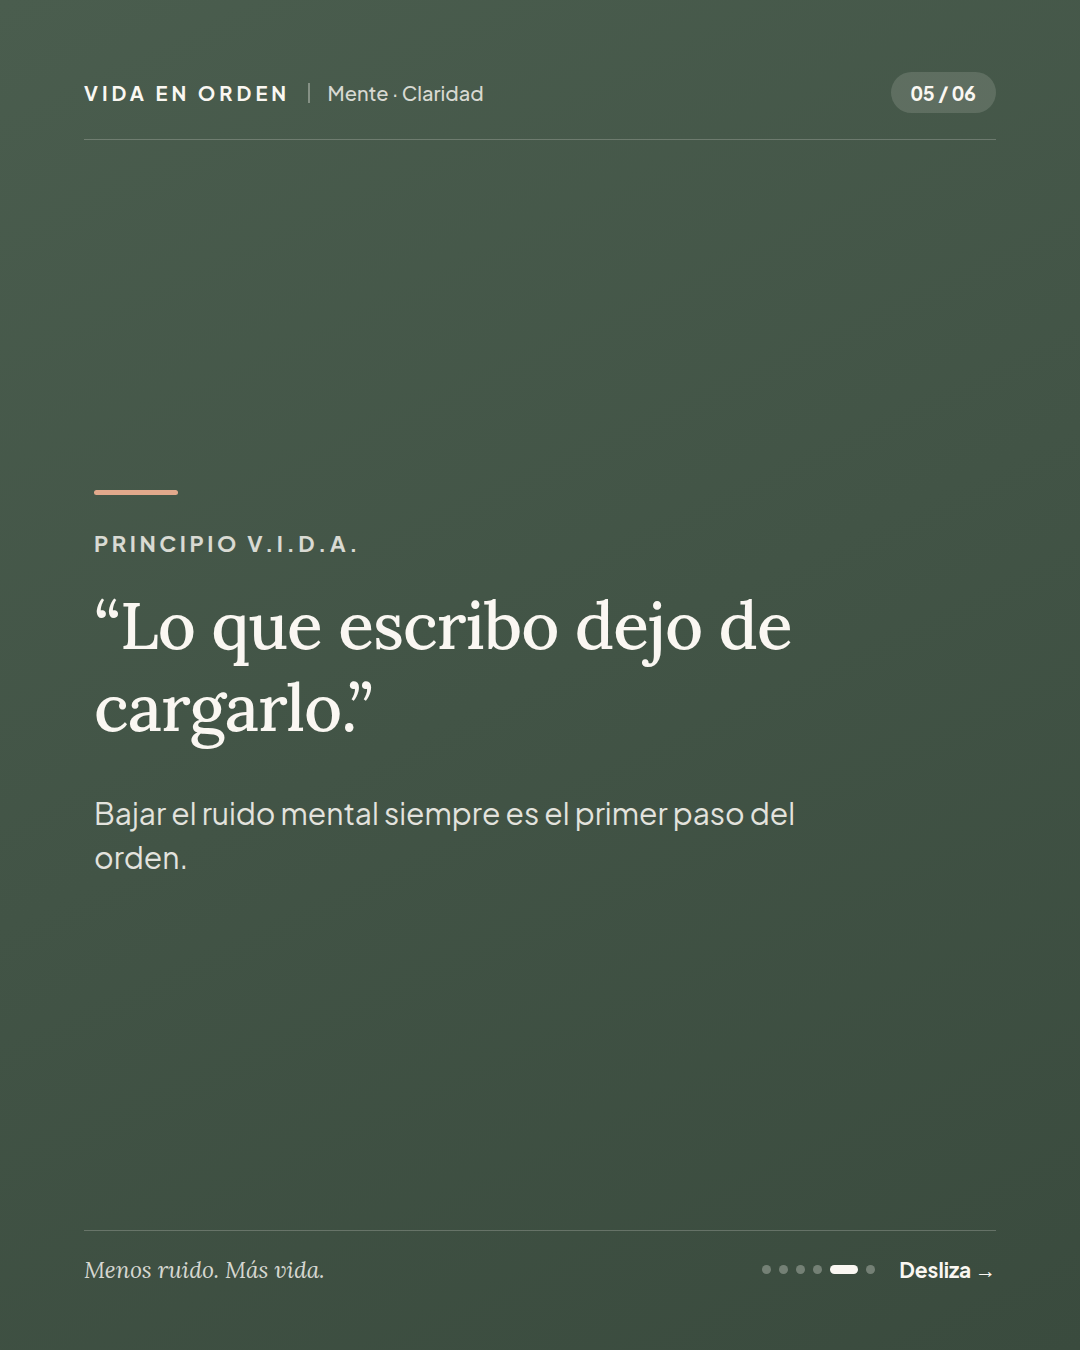 VIDA EN ORDEN | Mente · Claridad
05 / 06
PRINCIPIO V.I.D.A.
“Lo que escribo dejo de
cargarlo.”
Bajar el ruido mental siempre es el primer paso del
orden.
Menos ruido. Más vida.
Desliza →